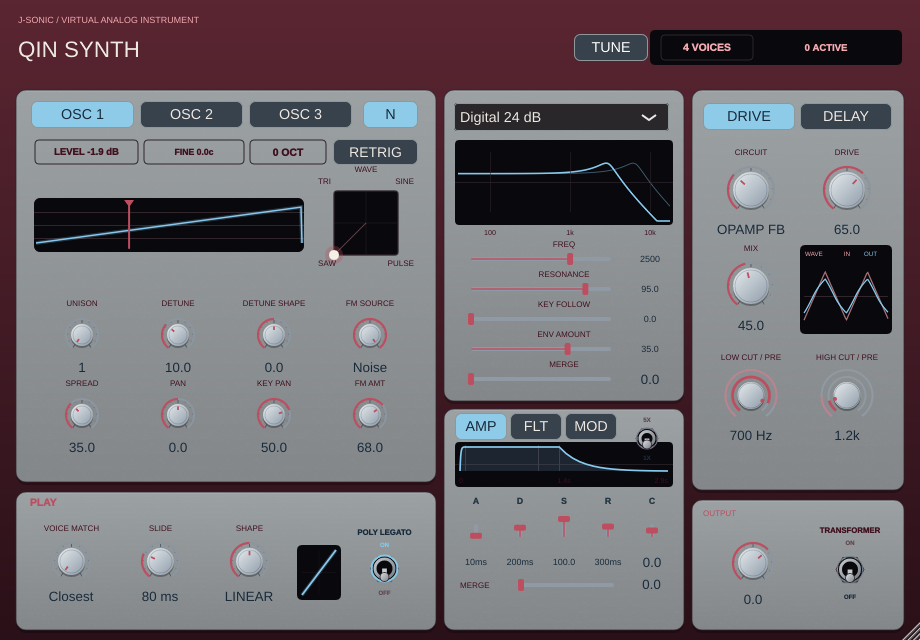 J-SONIC / VIRTUAL ANALOG INSTRUMENT
QIN SYNTH
TUNE
4 VOICES
0 ACTIVE
OSC 1
OSC 2
OSC 3
N
LEVEL -1.9 dB
FINE 0.0c
0 OCT
RETRIG
WAVE
TRI
SINE
SAW
PULSE
UNISON
DETUNE
DETUNE SHAPE
FM SOURCE
1
10.0
0.0
Noise
SPREAD
PAN
KEY PAN
FM AMT
35.0
0.0
50.0
68.0
PLAY
VOICE MATCH
SLIDE
SHAPE
POLY LEGATO
ON
OFF
Closest
80 ms
LINEAR
Digital 24 dB
100
1k
10k
FREQ
2500
RESONANCE
95.0
KEY FOLLOW
0.0
ENV AMOUNT
35.0
MERGE
0.0
AMP
FLT
MOD
5X
1X
A
D
S
R
C
10ms
200ms
100.0
300ms
0.0
MERGE
0.0
DRIVE
DELAY
CIRCUIT
DRIVE
OPAMP FB
65.0
MIX
45.0
WAVE
IN
OUT
LOW CUT / PRE
HIGH CUT / PRE
700 Hz
1.2k
OUTPUT
TRANSFORMER
ON
OFF
0.0